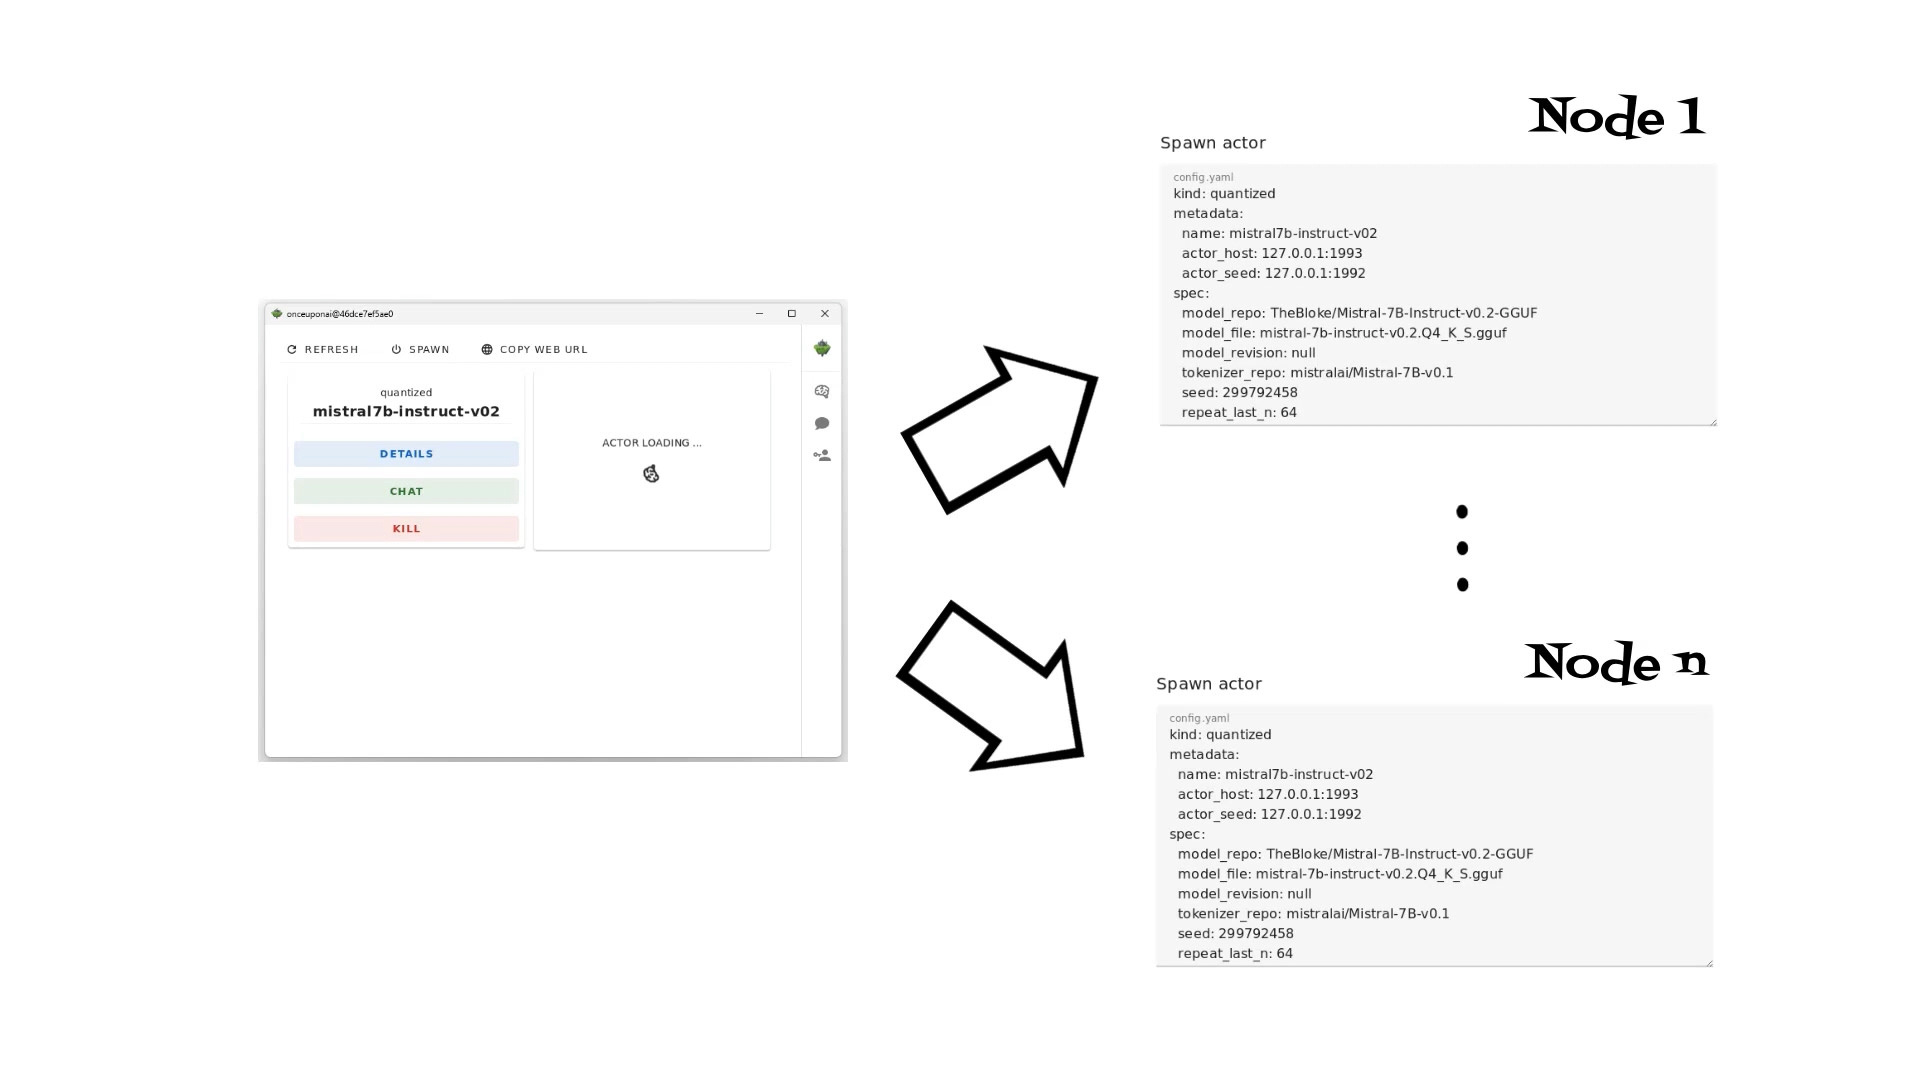 onceuponai@46dce7ef5ae0
REFRESH SPAWN COPY WEB URL
quantized
mistral7b-instruct-v02
DETAILS
CHAT
KILL
ACTOR LOADING ...
Node 1
Spawn actor
config.yaml
kind: quantized
metadata:
name: mistral7b-instruct-v02
actor_host: 127.0.0.1:1993
actor_seed: 127.0.0.1:1992
spec:
model_repo: TheBloke/Mistral-7B-Instruct-v0.2-GGUF
model_file: mistral-7b-instruct-v0.2.Q4_K_S.gguf
model_revision: null
tokenizer_repo: mistralai/Mistral-7B-v0.1
seed: 299792458
repeat_last_n: 64
Node n
Spawn actor
config.yaml
kind: quantized
metadata:
name: mistral7b-instruct-v02
actor_host: 127.0.0.1:1993
actor_seed: 127.0.0.1:1992
spec:
model_repo: TheBloke/Mistral-7B-Instruct-v0.2-GGUF
model_file: mistral-7b-instruct-v0.2.Q4_K_S.gguf
model_revision: null
tokenizer_repo: mistralai/Mistral-7B-v0.1
seed: 299792458
repeat_last_n: 64